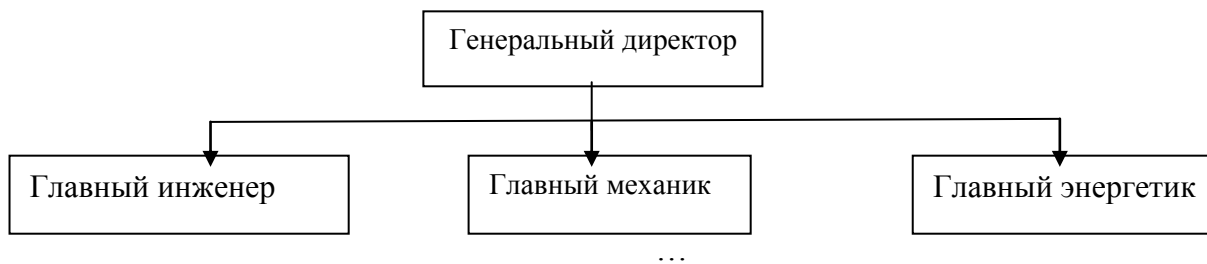 Генеральный директор
Главный инженер
Главный механик
Главный энергетик
…